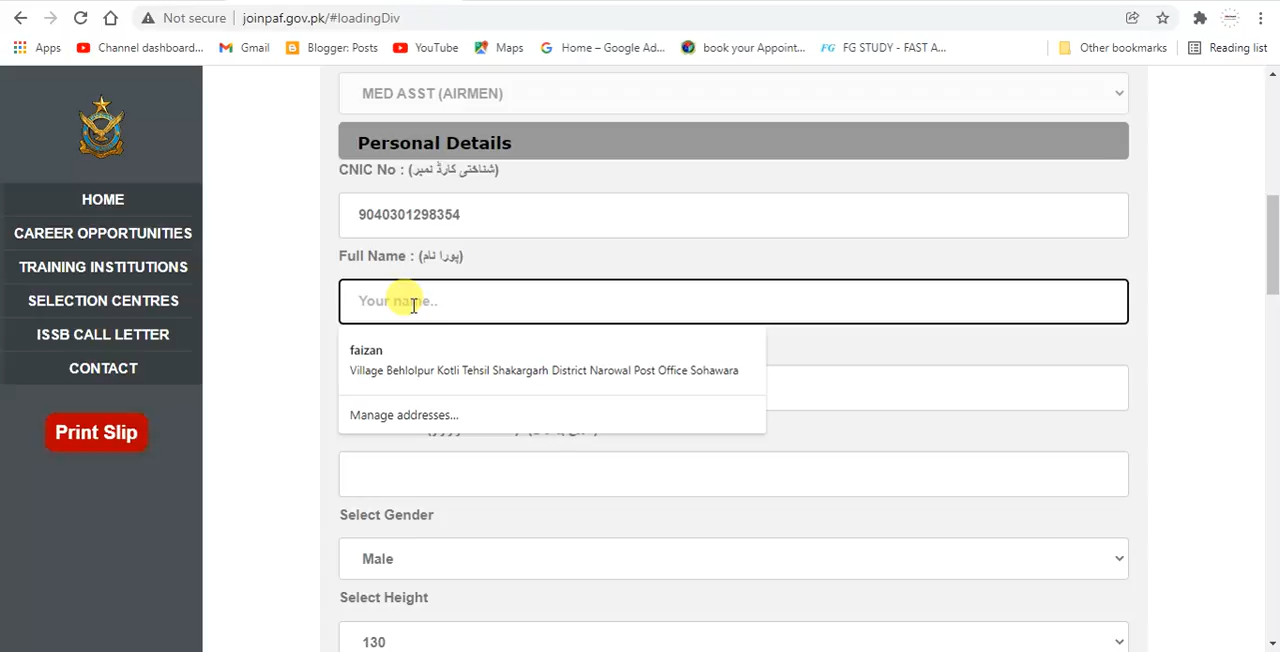 Not secure | joinpaf.gov.pk/#loadingDiv
Apps Channel dashboard... Gmail Blogger: Posts YouTube Maps Home – Google Ad... book your Appoint... FG STUDY - FAST A... Other bookmarks Reading list
MED ASST (AIRMEN)
Personal Details
CNIC No : (شناختی کارڈ نمبر)
9040301298354
HOME
CAREER OPPORTUNITIES
TRAINING INSTITUTIONS
SELECTION CENTRES
ISSB CALL LETTER
CONTACT
Print Slip
Full Name : (پورا نام)
Your name..
faizan
Village Behlolpur Kotli Tehsil Shakargarh District Narowal Post Office Sohawara
Manage addresses...
Select Gender
Male
Select Height
130